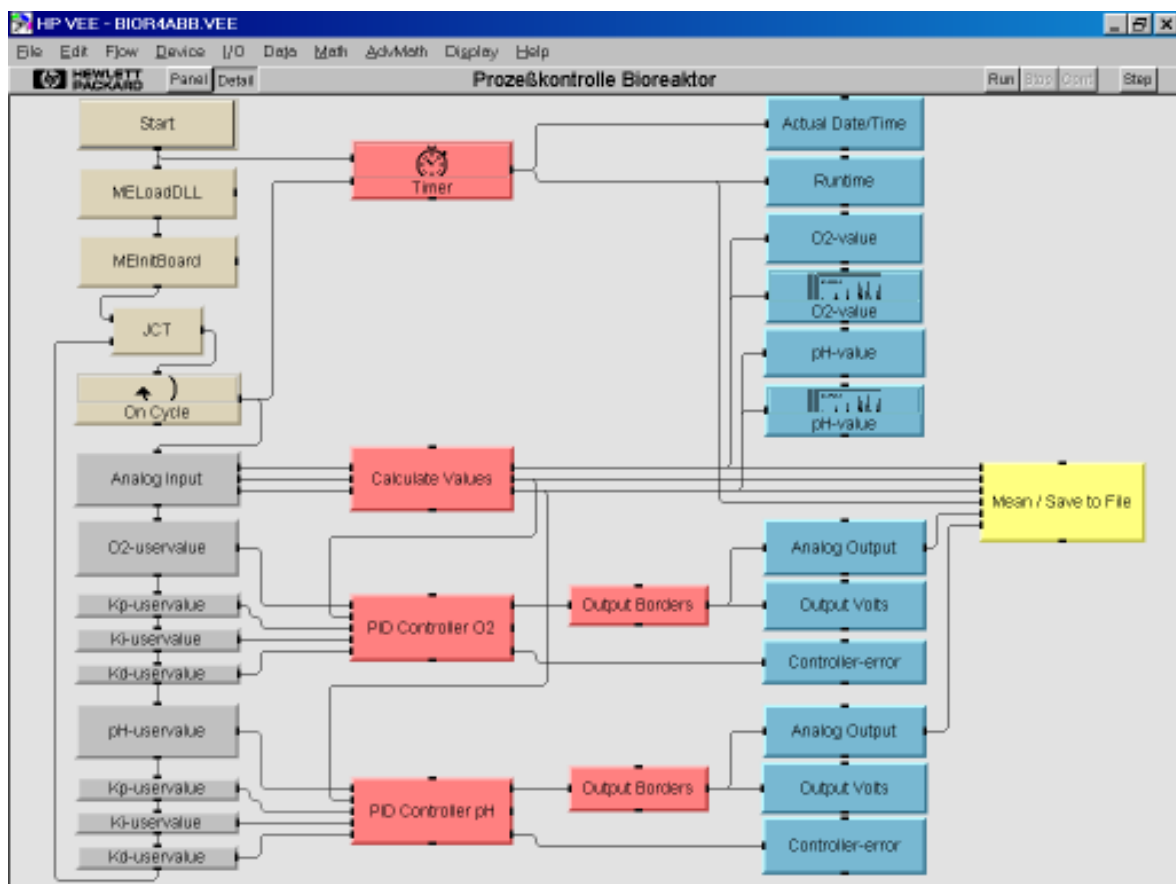 HP VEE - BIOR4ABB.VEE
File Edit Flow Device I/O Data Math AdvMath Display Help
HEWLETT PACKARD Panel Detail Prozeßkontrolle Bioreaktor Run Stop Cont Step
Start
MELoadDLL
MEInitBoard
JCT
On Cycle
Analog Input
O2-uservalue
Kp-uservalue
Ki-uservalue
Kd-uservalue
pH-uservalue
Kp-uservalue
Ki-uservalue
Kd-uservalue
Timer
Calculate Values
PID Controller O2
PID Controller pH
Output Borders
Output Borders
Actual Date/Time
Runtime
O2-value
O2-value
pH-value
pH-value
Analog Output
Output Volts
Controller-error
Analog Output
Output Volts
Controller-error
Mean / Save to File